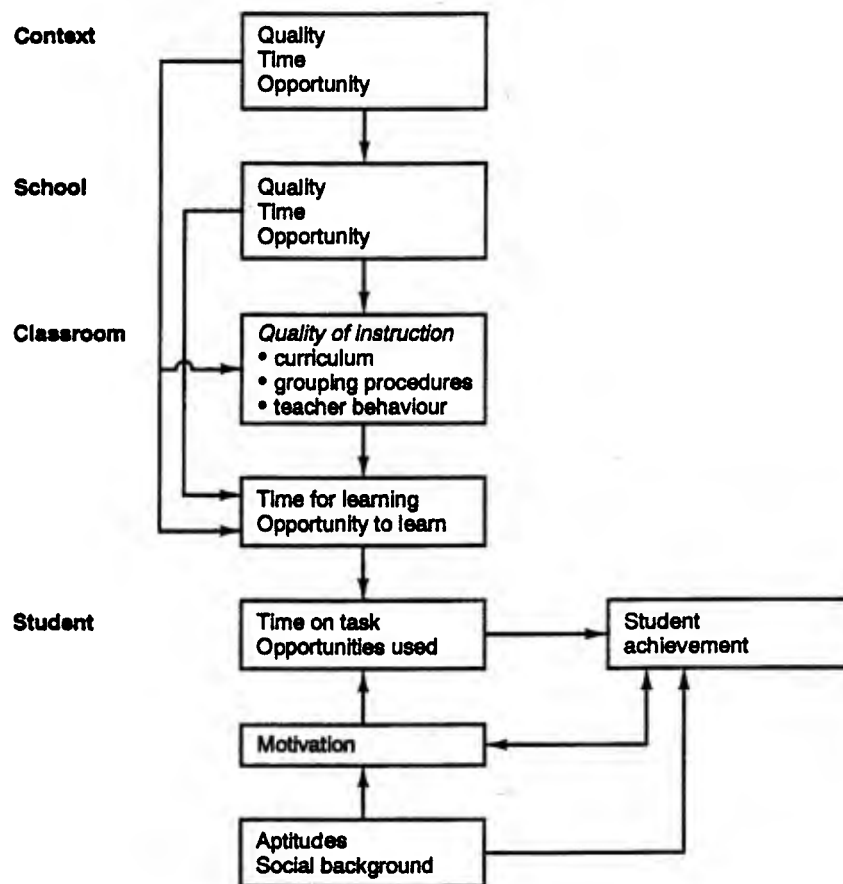 Context
Quality
Time
Opportunity
School
Quality
Time
Opportunity
Classroom
Quality of instruction
• curriculum
• grouping procedures
• teacher behaviour
Time for learning
Opportunity to learn
Student
Time on task
Opportunities used
Student
achievement
Motivation
Aptitudes
Social background